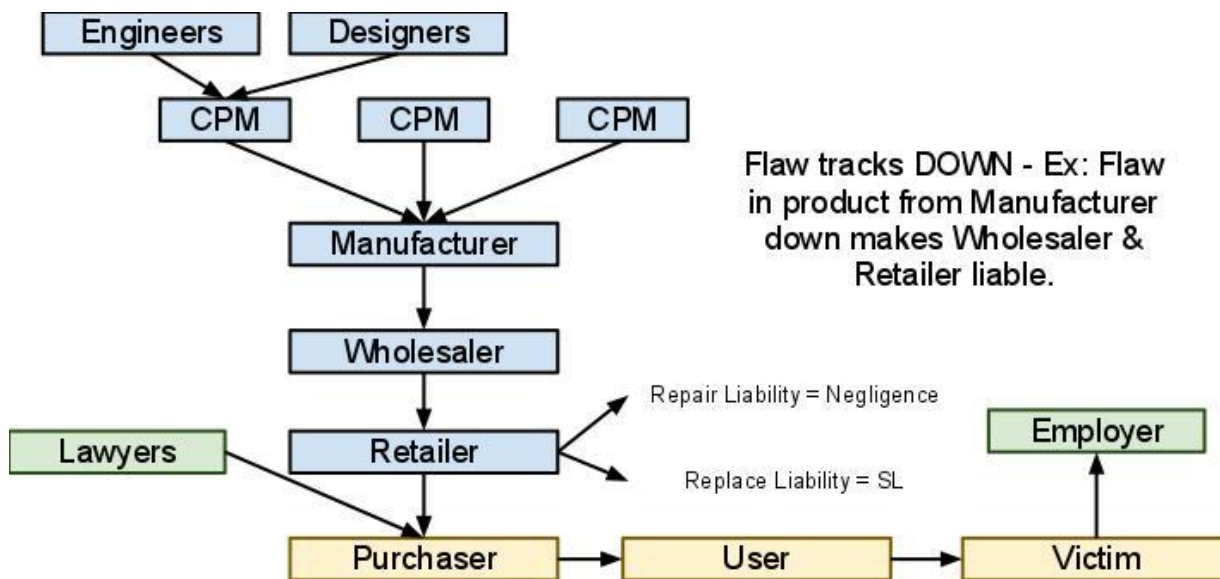 Engineers
Designers
CPM
CPM
CPM
Flaw tracks DOWN - Ex: Flaw
in product from Manufacturer
down makes Wholesaler &
Retailer liable.
Manufacturer
Wholesaler
Repair Liability = Negligence
Lawyers
Retailer
Employer
Replace Liability = SL
Purchaser
User
Victim